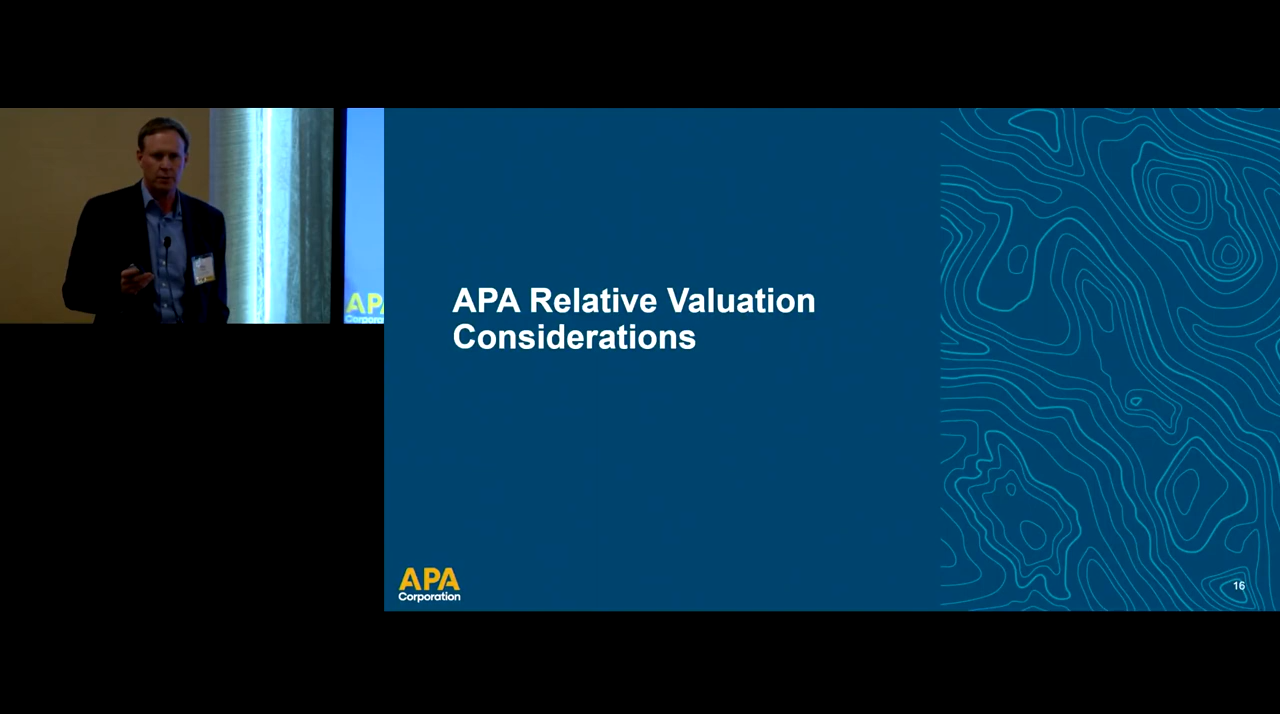 APA Relative Valuation
Considerations
APA
Corporation
16